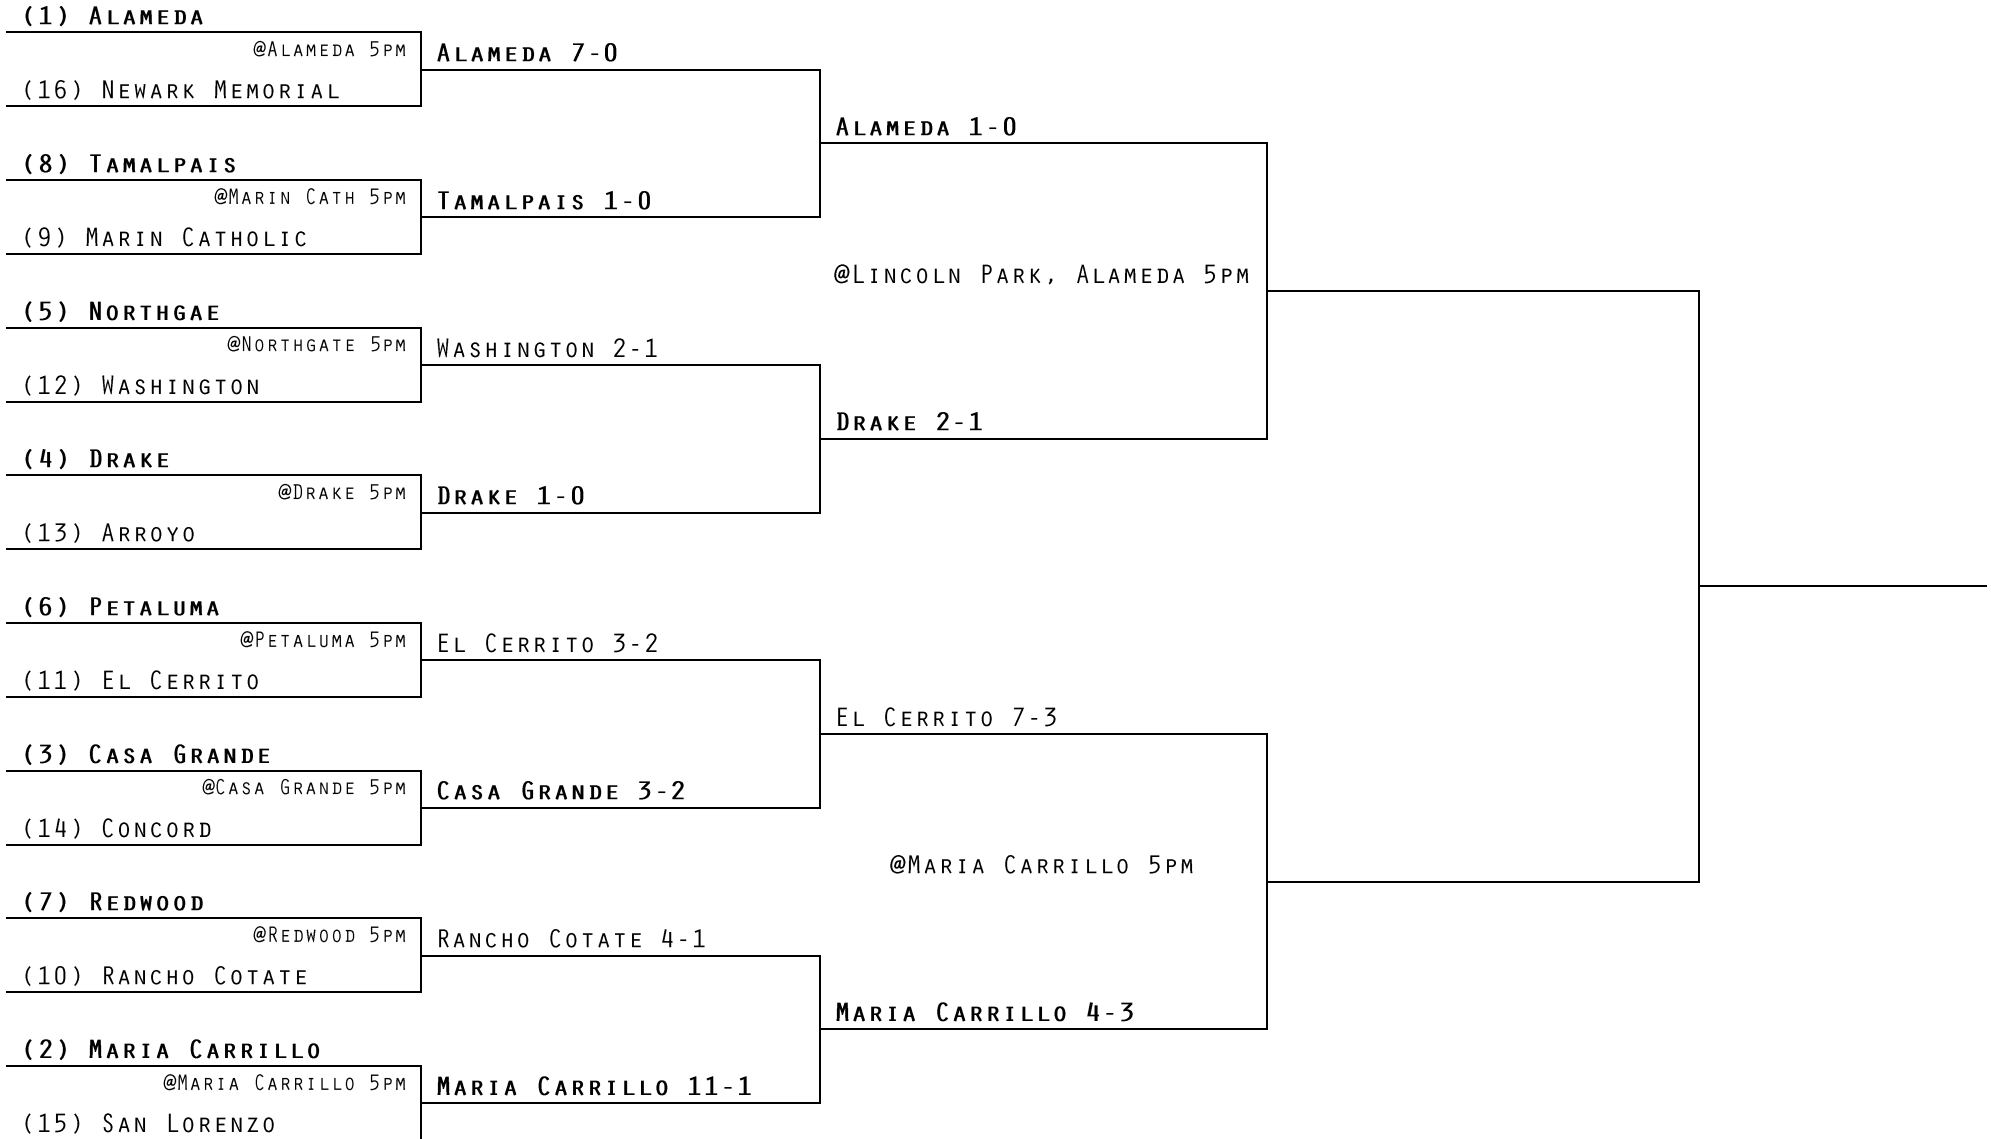 (1) Alameda
@Alameda 5pm
Alameda 7-0
(16) Newark Memorial
Alameda 1-0
(8) Tamalpais
@Marin Cath 5pm
Tamalpais 1-0
(9) Marin Catholic
@Lincoln Park, Alameda 5pm
(5) Northgae
@Northgate 5pm
Washington 2-1
(12) Washington
Drake 2-1
(4) Drake
@Drake 5pm
Drake 1-0
(13) Arroyo
(6) Petaluma
@Petaluma 5pm
El Cerrito 3-2
(11) El Cerrito
El Cerrito 7-3
(3) Casa Grande
@Casa Grande 5pm
Casa Grande 3-2
(14) Concord
@Maria Carrillo 5pm
(7) Redwood
@Redwood 5pm
Rancho Cotate 4-1
(10) Rancho Cotate
Maria Carrillo 4-3
(2) Maria Carrillo
@Maria Carrillo 5pm
Maria Carrillo 11-1
(15) San Lorenzo